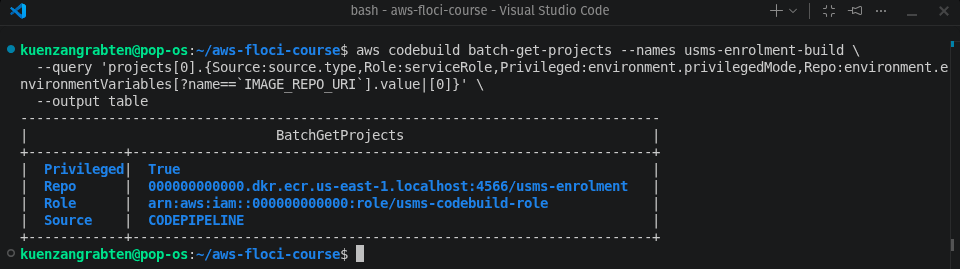 bash - aws-floci-course - Visual Studio Code
kuenzangrabten@pop-os:~/aws-floci-course$ aws codebuild batch-get-projects --names usms-enrolment-build \
  --query 'projects[0].{Source:source.type,Role:serviceRole,Privileged:environment.privilegedMode,Repo:environment.e
nvironmentVariables[?name==`IMAGE_REPO_URI`].value|[0]}' \
  --output table
--------------------------------------------------------------------------------
|                               BatchGetProjects                               |
+------------+-----------------------------------------------------------------+
|  Privileged|  True                                                           |
|  Repo      |  000000000000.dkr.ecr.us-east-1.localhost:4566/usms-enrolment   |
|  Role      |  arn:aws:iam::000000000000:role/usms-codebuild-role             |
|  Source    |  CODEPIPELINE                                                   |
+------------+-----------------------------------------------------------------+
kuenzangrabten@pop-os:~/aws-floci-course$